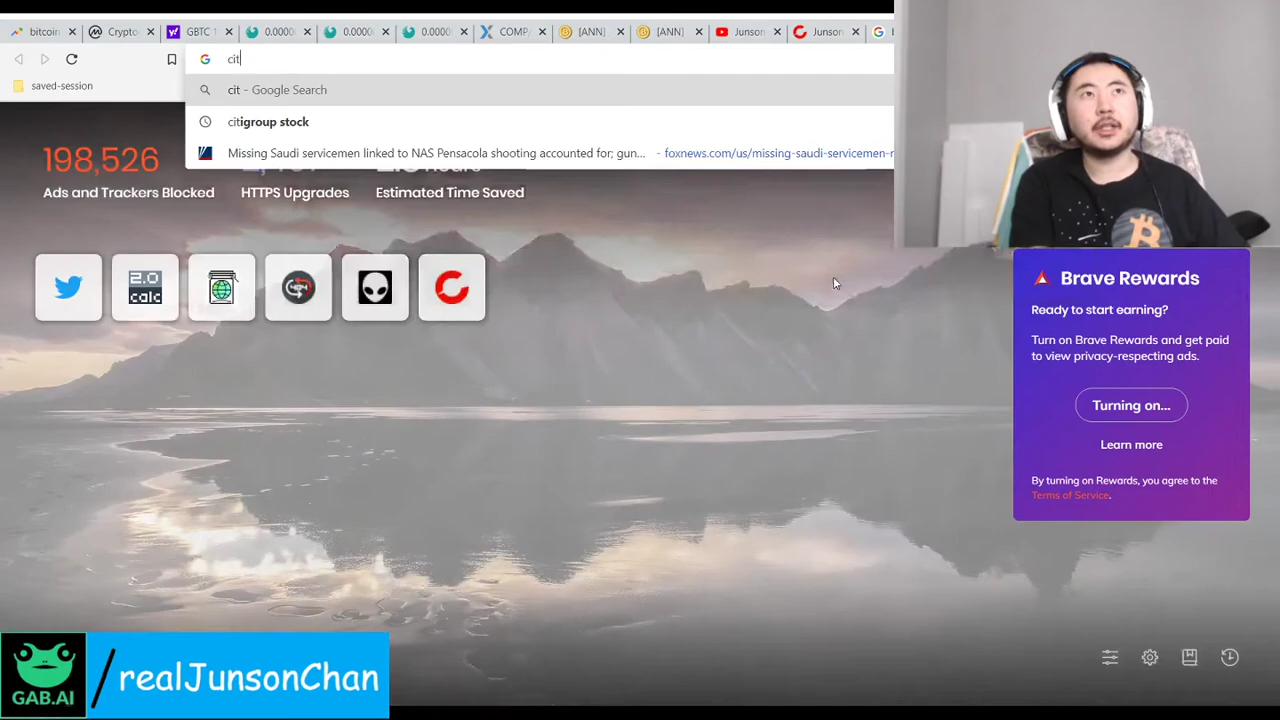 bitcoin
Crypto
GBTC 1
0.0000
0.0000
0.0000
COMP
[ANN]
[ANN]
Junson
Junson
cit
saved-session
cit - Google Search
citigroup stock
Missing Saudi servicemen linked to NAS Pensacola shooting accounted for; gun... - foxnews.com/us/missing-saudi-servicemen-
198,526
Ads and Trackers Blocked
HTTPS Upgrades
Estimated Time Saved
2.0
calc
Brave Rewards
Ready to start earning?
Turn on Brave Rewards and get paid
to view privacy-respecting ads.
Turning on...
Learn more
By turning on Rewards, you agree to the
Terms of Service.
GAB.AI
/realJunsonChan